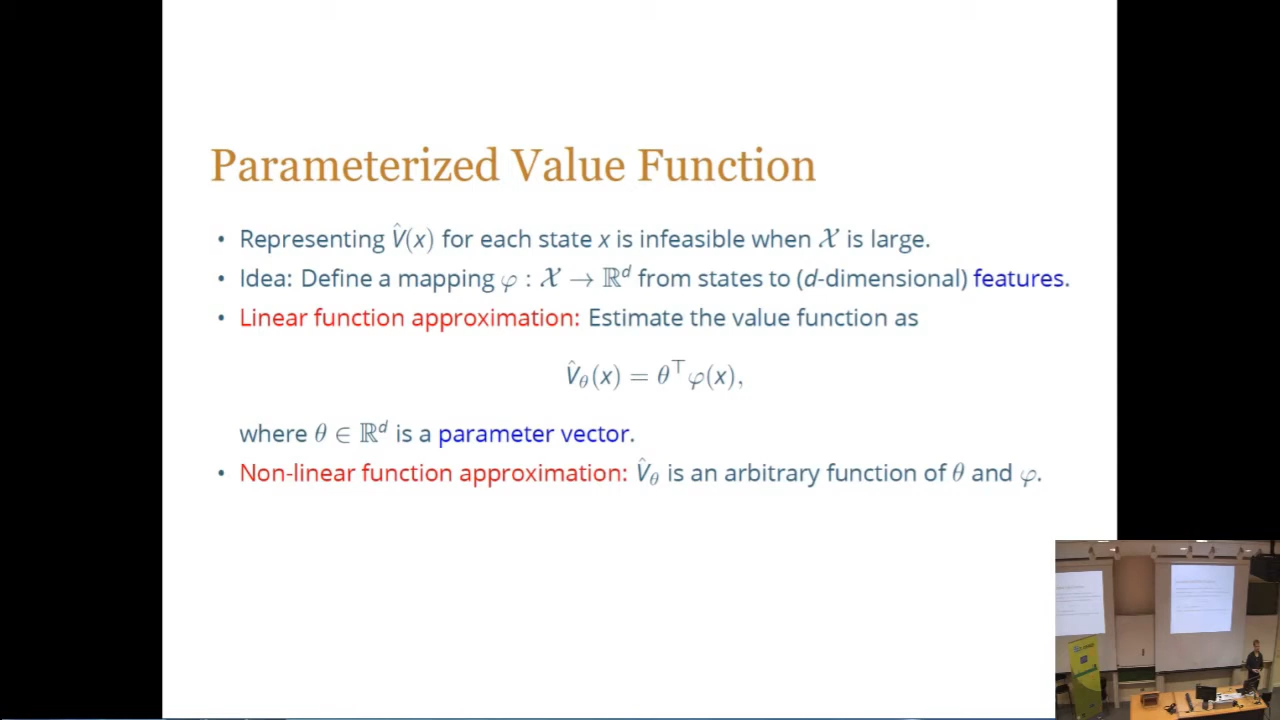 Parameterized Value Function
• Representing V̂(x) for each state x is infeasible when 𝒳 is large.
• Idea: Define a mapping φ : 𝒳 → ℝᵈ from states to (d-dimensional) features.
• Linear function approximation: Estimate the value function as
V̂_θ(x) = θ^⊤φ(x),
where θ ∈ ℝᵈ is a parameter vector.
• Non-linear function approximation: V̂_θ is an arbitrary function of θ and φ.